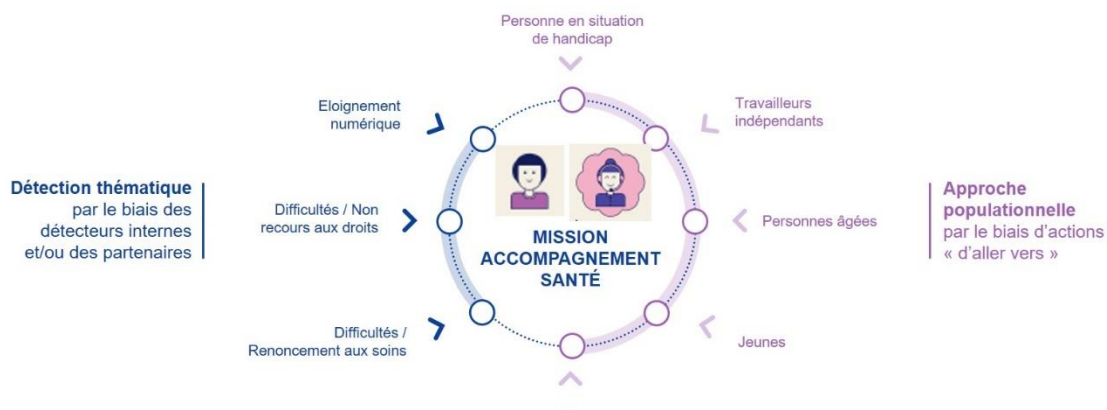 Personne en situation
de handicap
Eloignement
numérique
Travailleurs
indépendants
Détection thématique
par le biais des
détecteurs internes
et/ou des partenaires
Difficultés / Non
recours aux droits
MISSION
ACCOMPAGNEMENT
SANTÉ
Personnes âgées
Approche
populationnelle
par le biais d'actions
« d'aller vers »
Difficultés /
Renoncement aux soins
Jeunes